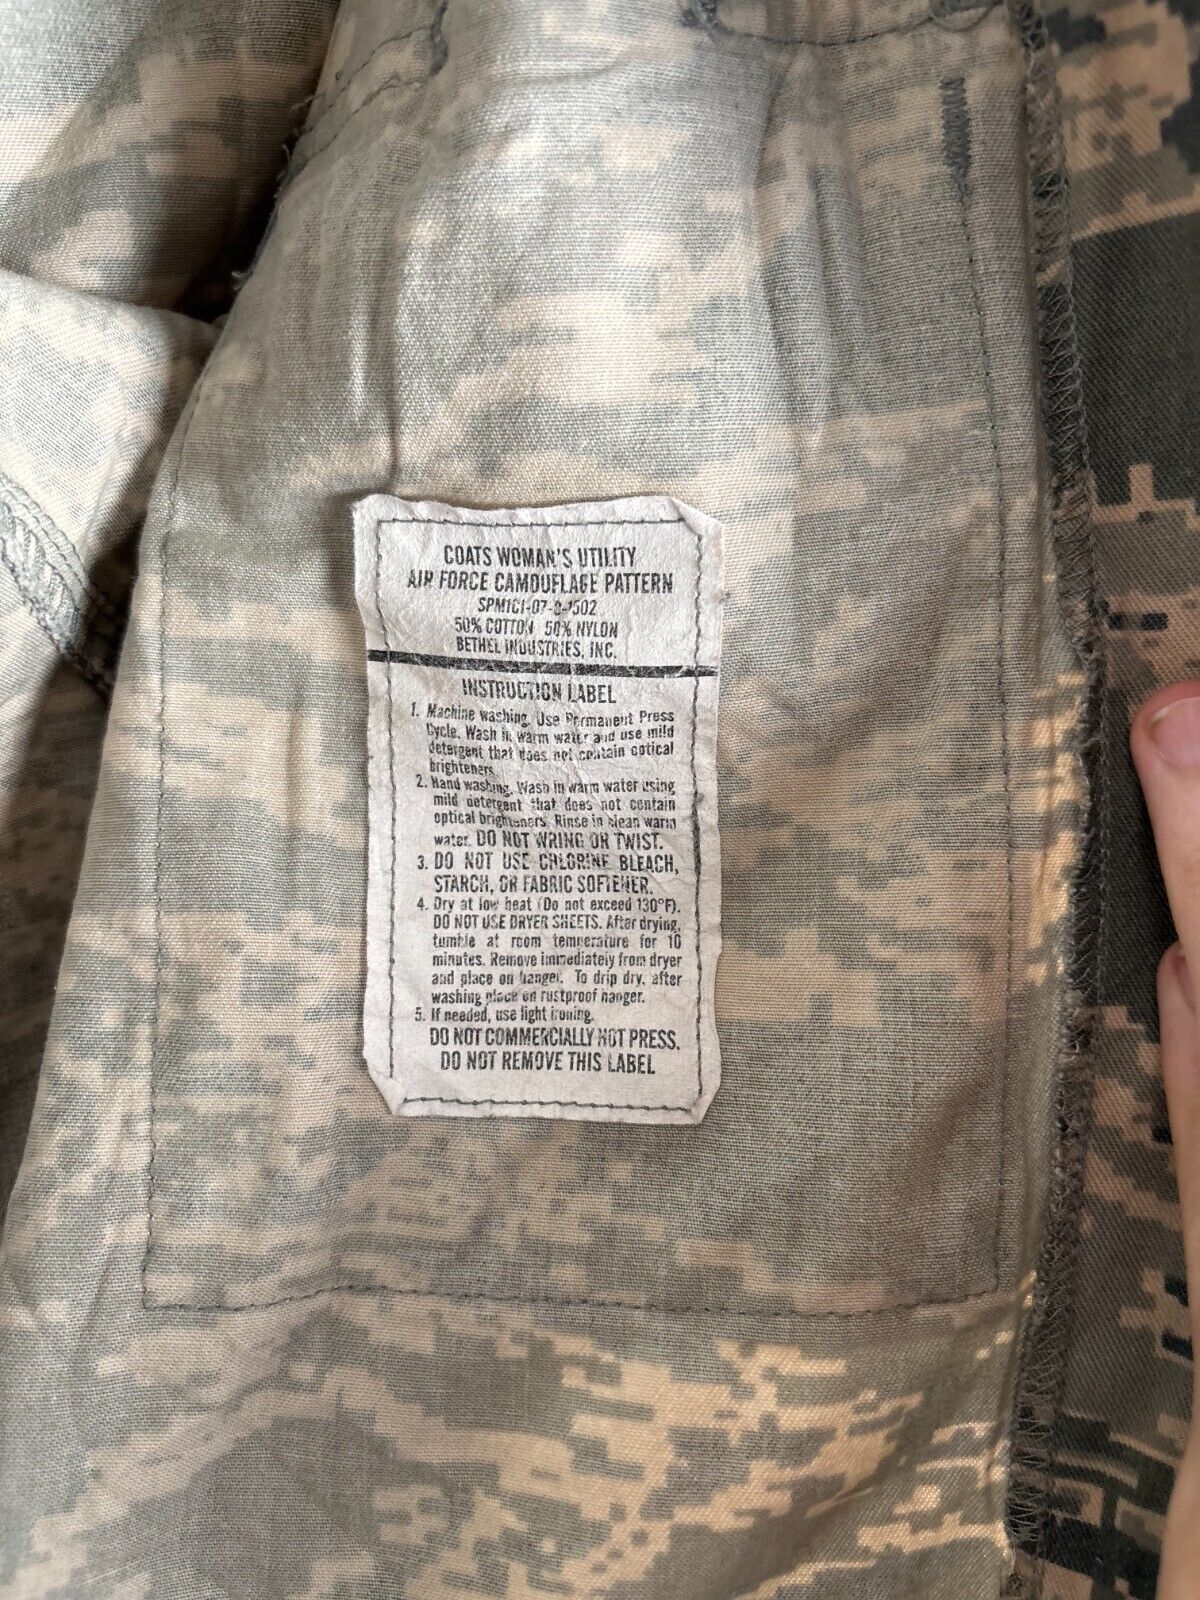 COATS WOMAN'S UTILITY
AIR FORCE CAMOUFLAGE PATTERN
SPM1C1-07-D-1502
50% COTTON 50% NYLON
BETHEL INDUSTRIES, INC.
INSTRUCTION LABEL
1. Machine washing. Use Permanent Press
Cycle. Wash in warm water and use mild
detergent that does not contain optical
brighteners
2. Hand washing. Wash in warm water using
mild detergent that does not contain
optical brighteners. Rinse in clean warm
water. DO NOT WRING OR TWIST.
3. DO NOT USE CHLORINE BLEACH,
STARCH, OR FABRIC SOFTENER.
4. Dry at low heat (Do not exceed 130°F).
DO NOT USE DRYER SHEETS. After drying,
tumble at room temperature for 10
minutes. Remove immediately from dryer
and place on hanger. To drip dry, after
washing place on rustproof hanger.
5. If needed, use light ironing.
DO NOT COMMERCIALLY HOT PRESS.
DO NOT REMOVE THIS LABEL